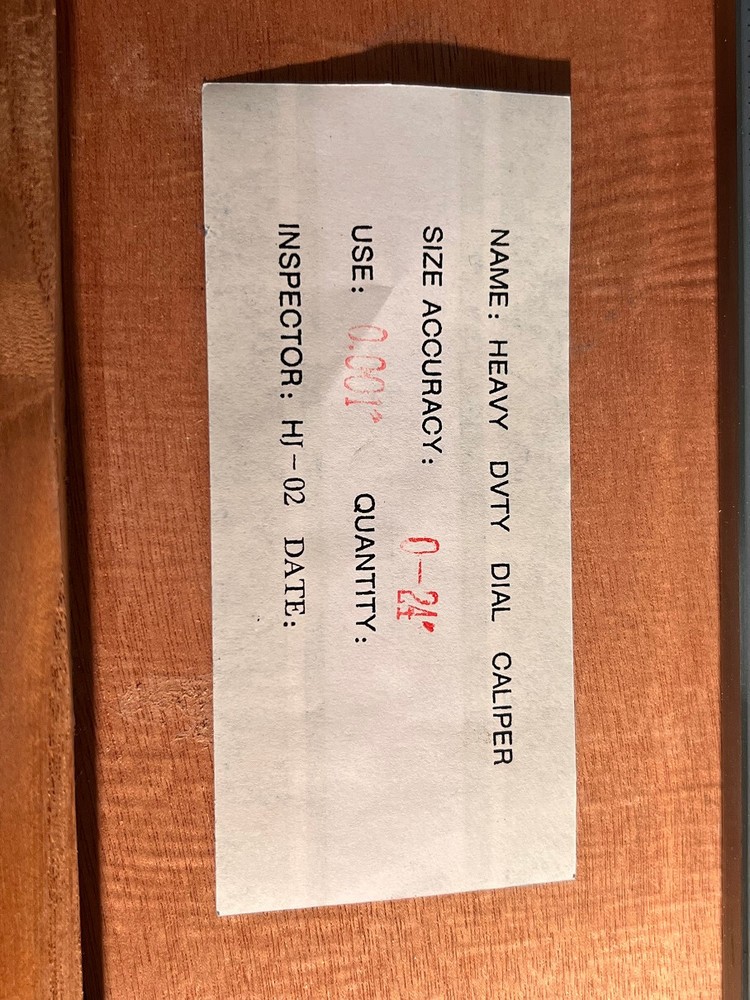 NAME: HEAVY DVTY DIAL CALIPER
SIZE ACCURACY: 0—24"
USE: 0.001" QUANTITY:
INSPECTOR: HJ-02 DATE: